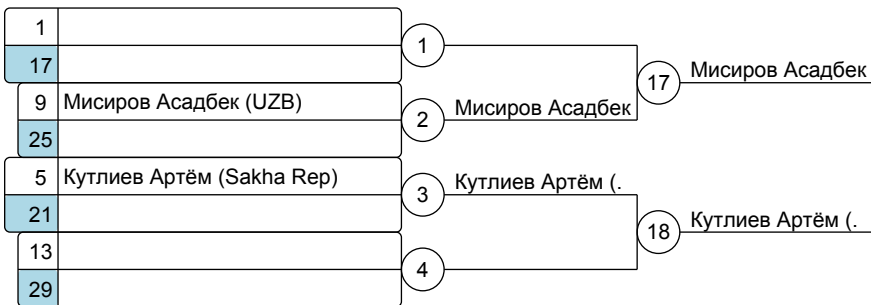 1
1
17
17
Мисиров Асадбек
9 Мисиров Асадбек (UZB)
2
Мисиров Асадбек
25
5 Кутлиев Артём (Sakha Rep)
3
Кутлиев Артём (.
21
18
Кутлиев Артём (.
13
4
29